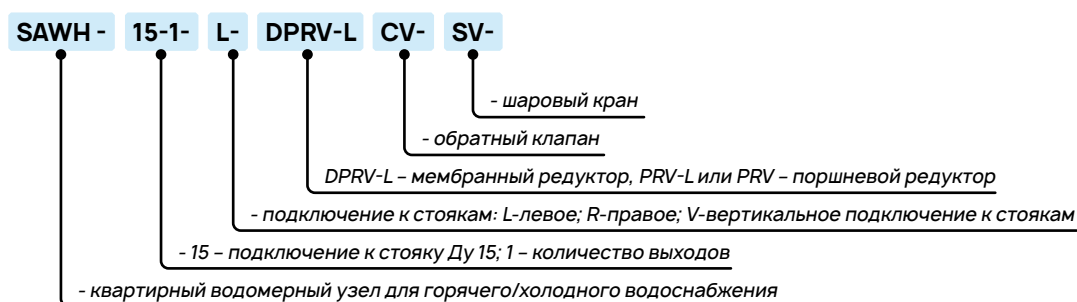 SAWH - 15-1- L- DPRV-L CV- SV-
- шаровый кран
- обратный клапан
DPRV-L – мембранный редуктор, PRV-L или PRV – поршневой редуктор
- подключение к стоякам: L-левое; R-правое; V-вертикальное подключение к стоякам
- 15 – подключение к стояку Ду 15; 1 – количество выходов
- квартирный водомерный узел для горячего/холодного водоснабжения